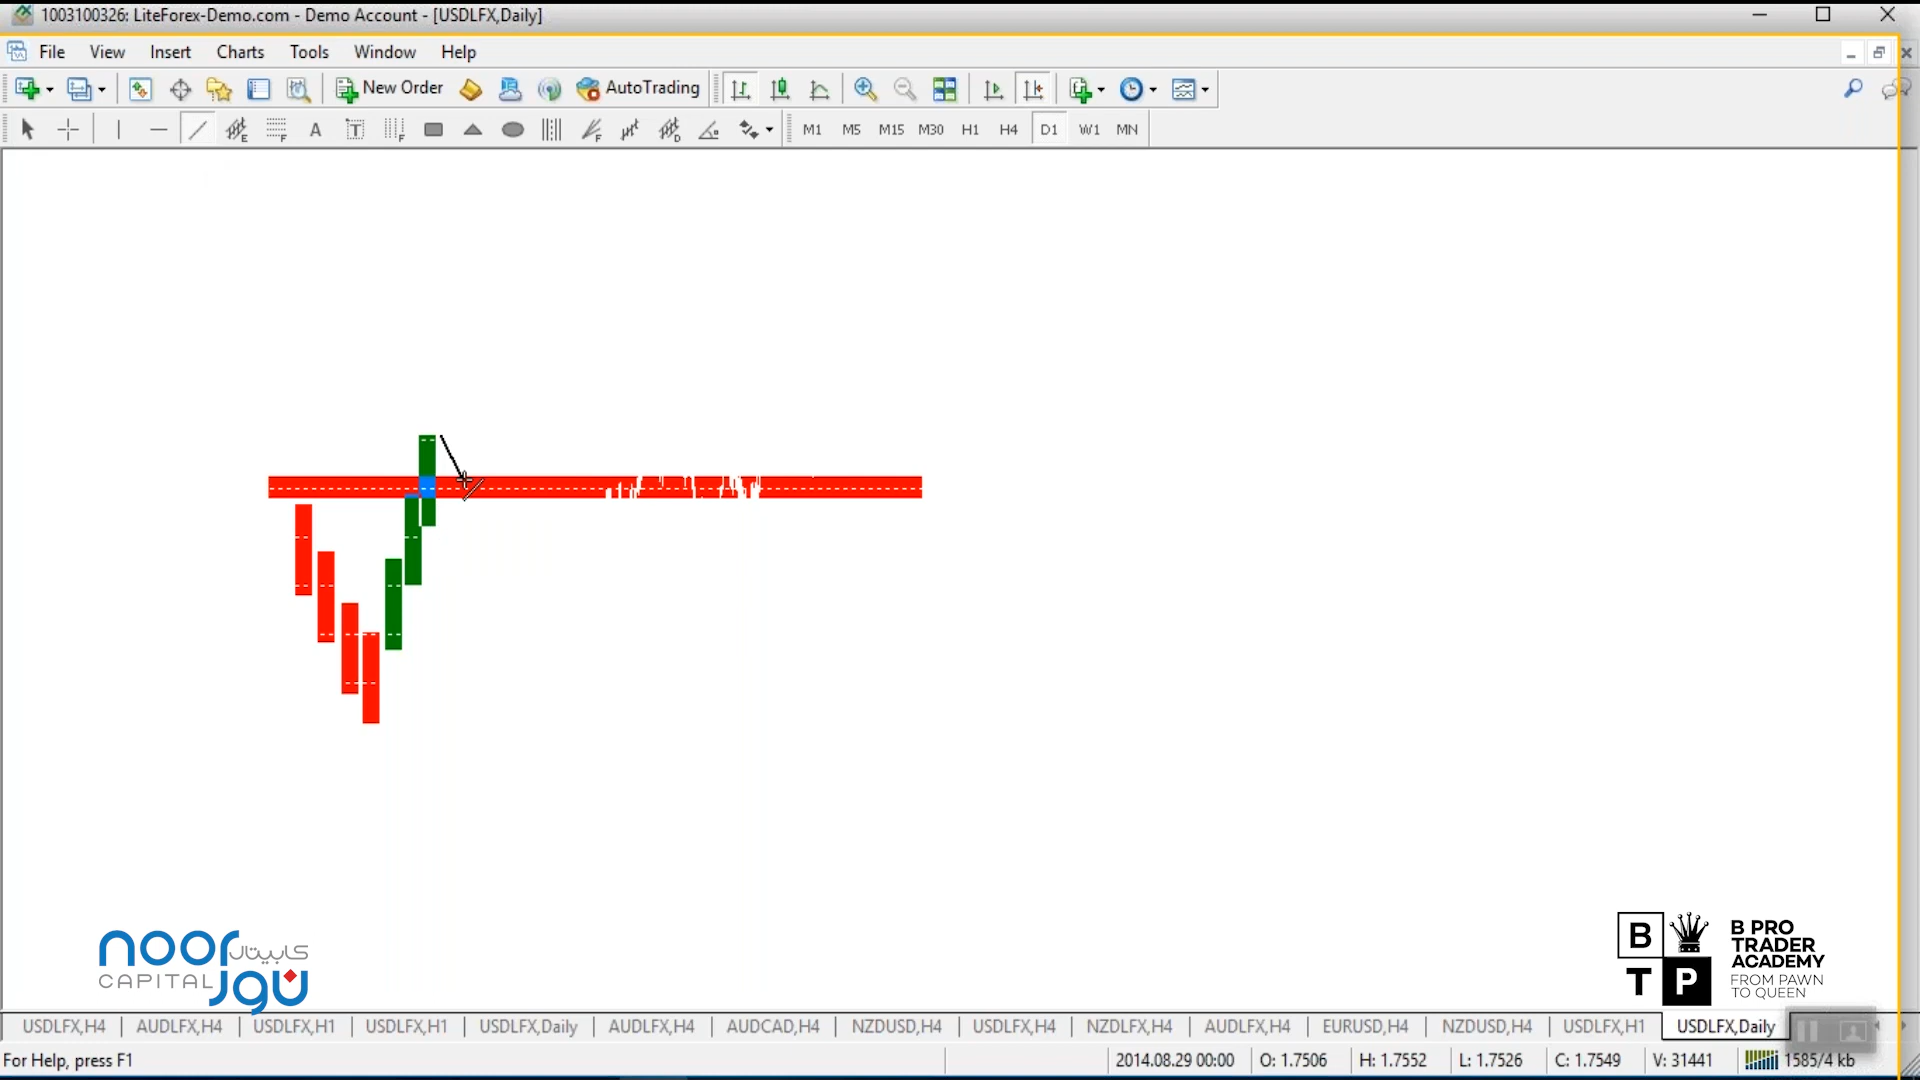 1003100326: LiteForex-Demo.com - Demo Account - [USDLFX,Daily]
File View Insert Charts Tools Window Help
New Order AutoTrading
A T M1 M5 M15 M30 H1 H4 D1 W1 MN
noor كابيتال
CAPITAL نور
B
T P
B PRO
TRADER
ACADEMY
FROM PAWN
TO QUEEN
USDLFX,H4 AUDLFX,H4 USDLFX,H1 USDLFX,H1 USDLFX,Daily AUDLFX,H4 AUDCAD,H4 NZDUSD,H4 USDLFX,H4 NZDLFX,H4 AUDLFX,H4 EURUSD,H4 NZDUSD,H4 USDLFX,H1 USDLFX,Daily
For Help, press F1 2014.08.29 00:00 O: 1.7506 H: 1.7552 L: 1.7526 C: 1.7549 V: 31441 1585/4 kb